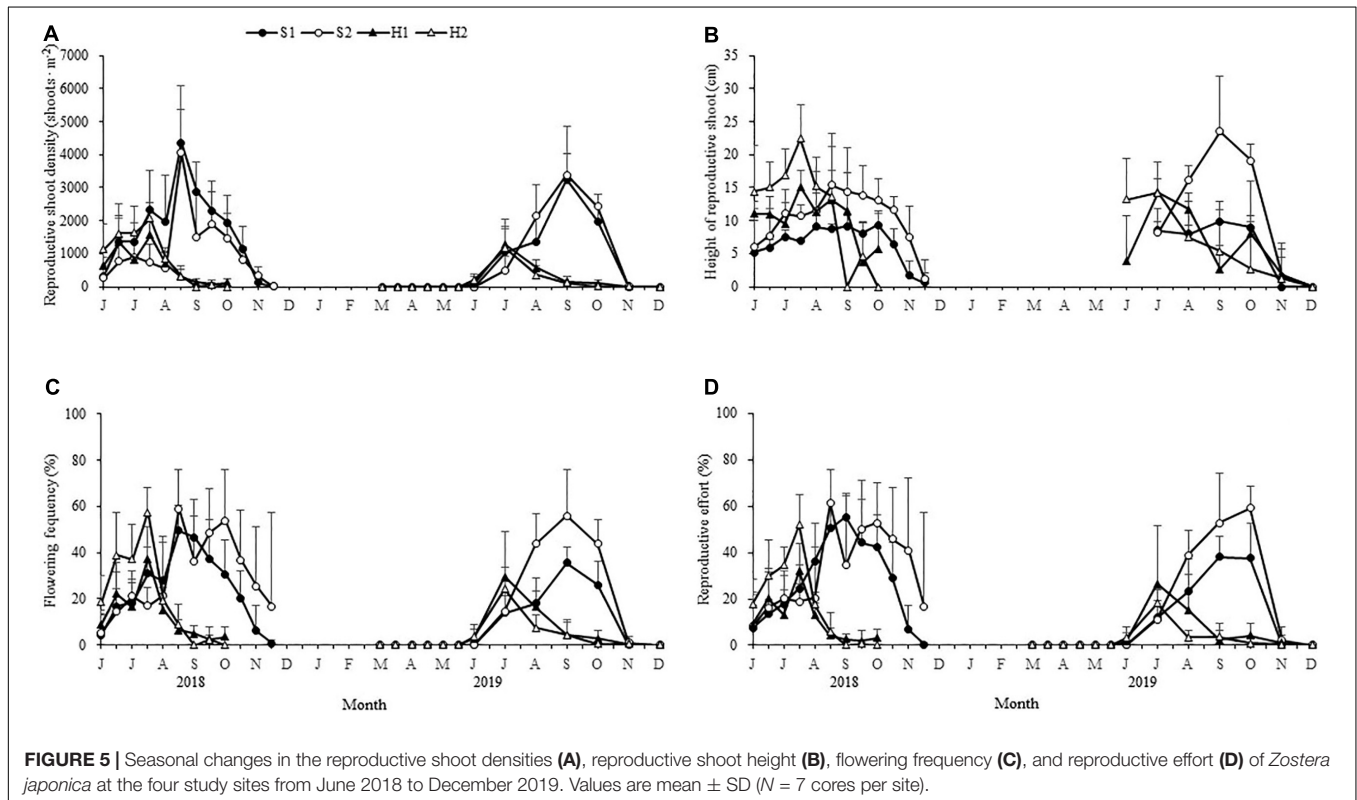 A
S1 S2 H1 H2
Reproductive shoot density (shoots · m-2)
7000
6000
5000
4000
3000
2000
1000
0
J J A S O N D J F M A M J J A S O N D
B
Height of reproductive shoot (cm)
35
30
25
20
15
10
5
0
J J A S O N D J F M A M J J A S O N D
C
Flowering fequency (%)
100
80
60
40
20
0
J J A S O N D J F M A M J J A S O N D
2018 2019
Month
D
Reproductive effort (%)
100
80
60
40
20
0
J J A S O N D J F M A M J J A S O N D
2018 2019
Month
FIGURE 5 | Seasonal changes in the reproductive shoot densities (A), reproductive shoot height (B), flowering frequency (C), and reproductive effort (D) of Zostera
japonica at the four study sites from June 2018 to December 2019. Values are mean ± SD (N = 7 cores per site).